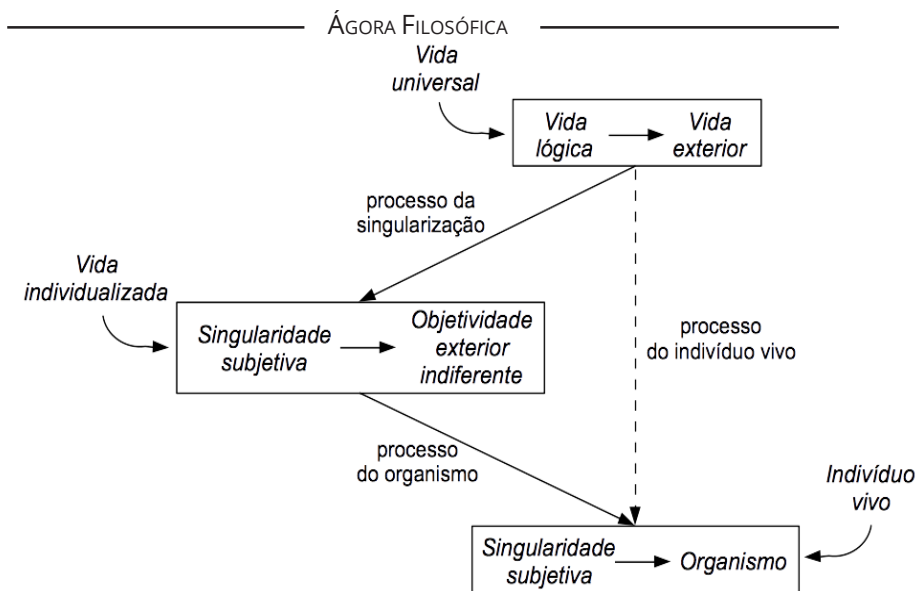 ÁGORA FILOSÓFICA
Vida
universal
Vida
lógica
Vida
exterior
processo da
singularização
Vida
individualizada
Singularidade
subjetiva
Objetividade
exterior
indiferente
processo
do indivíduo vivo
processo
do organismo
Indivíduo
vivo
Singularidade
subjetiva
Organismo